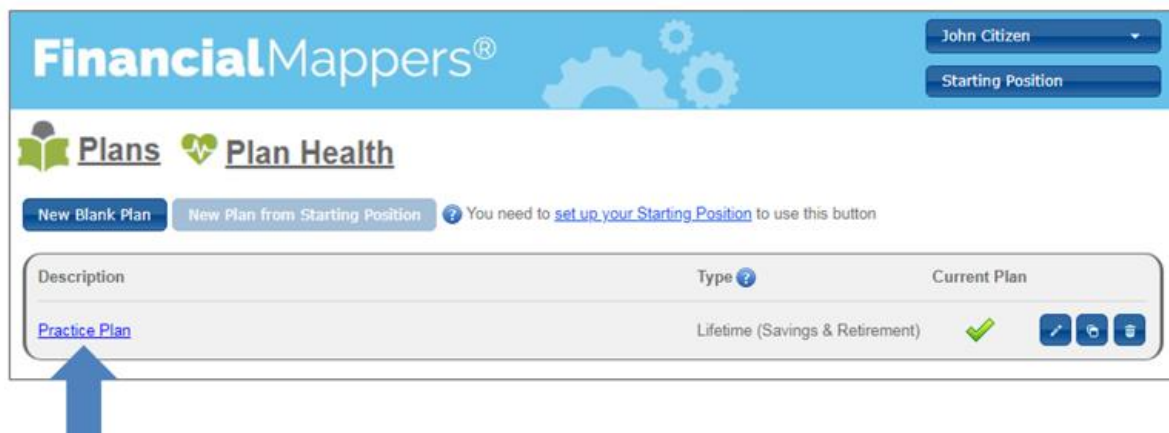 FinancialMappers®
John Citizen
Starting Position
Plans Plan Health
New Blank Plan New Plan from Starting Position You need to set up your Starting Position to use this button
Description Type Current Plan
Practice Plan Lifetime (Savings & Retirement)